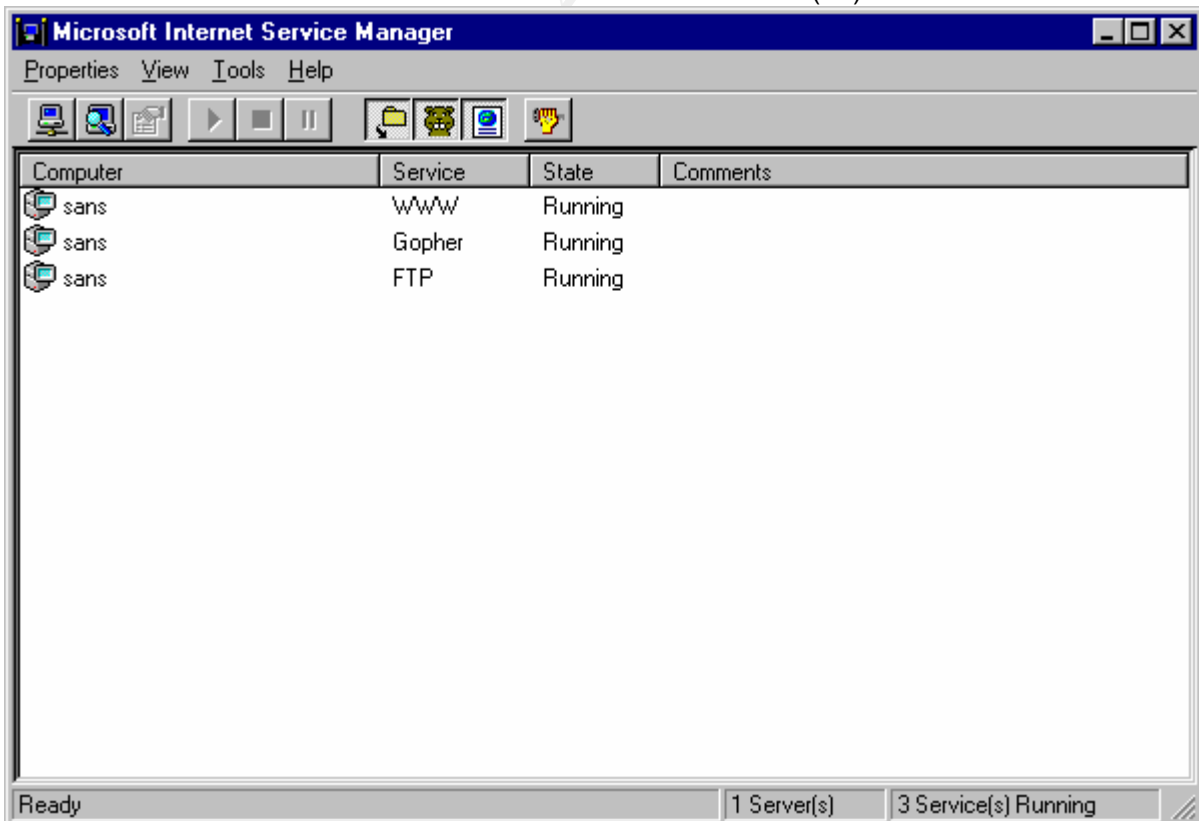 Microsoft Internet Service Manager
Properties View Tools Help
Computer Service State Comments
sans WWW Running
sans Gopher Running
sans FTP Running
Ready 1 Server(s) 3 Service(s) Running